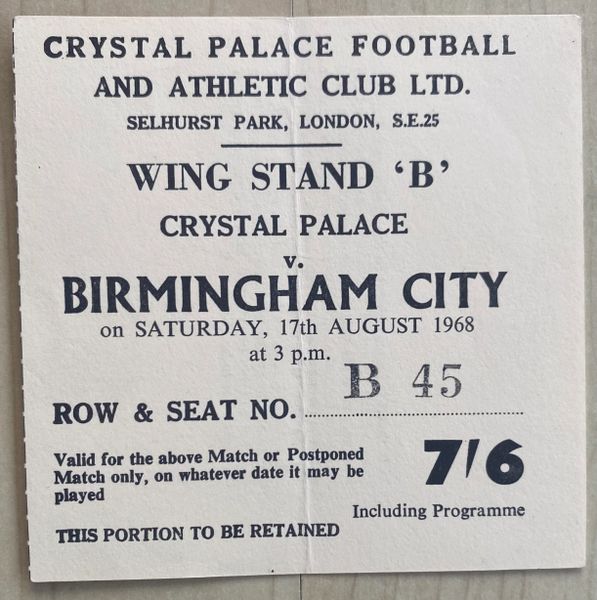 CRYSTAL PALACE FOOTBALL
AND ATHLETIC CLUB LTD.
SELHURST PARK, LONDON, S.E.25
WING STAND ‘B’
CRYSTAL PALACE
v.
BIRMINGHAM CITY
on SATURDAY, 17th AUGUST 1968
at 3 p.m.
B 45
ROW & SEAT NO.
Valid for the above Match or Postponed
Match only, on whatever date it may be
played
7/6
Including Programme
THIS PORTION TO BE RETAINED